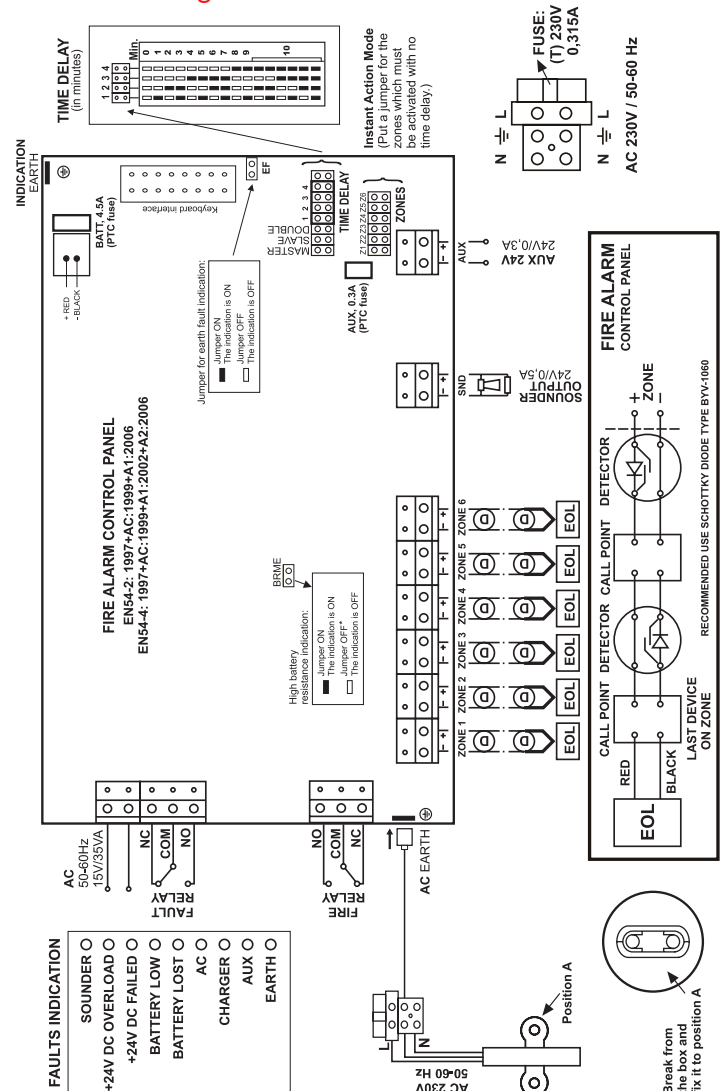 TIME DELAY
(in minutes)
1 2 3 4
Min.
0
1
2
3
4
5
6
7
8
9
10
Instant Action Mode
(Put a jumper for the
zones which must
be activated with no
time delay.)
FUSE:
(T) 230V
0,315A
N L
N L
AC 230V / 50-60 Hz
INDICATION
EARTH
BATT, 4.5A
(PTC fuse)
+ RED
- BLACK
Keyboard interface
EF
Jumper for earth fault indication:
Jumper ON
The indication is ON
Jumper OFF
The indication is OFF
MASTER
SLAVE
DOUBLE
1 2 3 4
TIME DELAY
Z1 Z2 Z3 Z4 Z5 Z6
ZONES
AUX, 0.3A
(PTC fuse)
- +
AUX
AUX 24V
24V/0,3A
- +
SND
SOUNDER
OUTPUT
24V/0,5A
FIRE ALARM CONTROL PANEL
EN54-2: 1997+AC:1999+A1:2006
EN54-4: 1997+AC:1999+A1:2002+A2:2006
BRME
High battery
resistance indication:
Jumper ON
The indication is ON
Jumper OFF*
The indication is OFF
- +
ZONE 1
EOL
- +
ZONE 2
EOL
- +
ZONE 3
EOL
- +
ZONE 4
EOL
- +
ZONE 5
EOL
- +
ZONE 6
EOL
AC
50-60Hz
15V/35VA
NC
COM
NO
FAULT
RELAY
NO
COM
NC
FIRE
RELAY
AC EARTH
FAULTS INDICATION
SOUNDER
+24V DC OVERLOAD
+24V DC FAILED
BATTERY LOW
BATTERY LOST
AC
CHARGER
AUX
EARTH
L
N
AC 230V
50-60 Hz
Position A
Break from
the box and
fix it to position A
FIRE ALARM
CONTROL PANEL
EOL
RED
BLACK
CALL POINT
DETECTOR
CALL POINT
DETECTOR
+
ZONE
–
LAST DEVICE
ON ZONE
RECOMMENDED USE SCHOTTKY DIODE TYPE BYV-1060